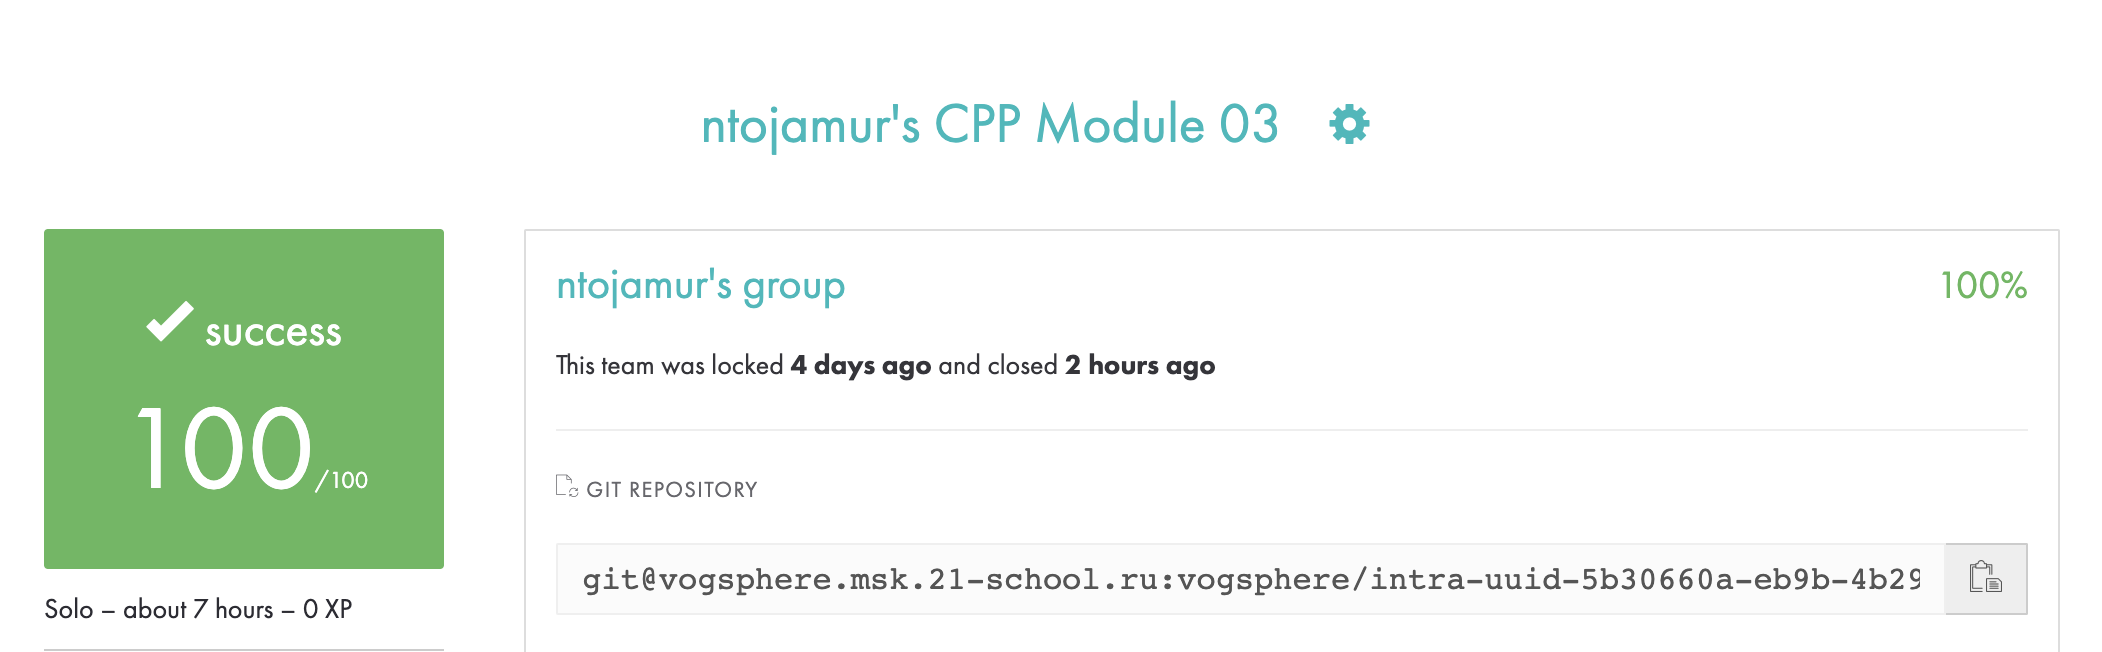 ntojamur's CPP Module 03
success
100/100
Solo – about 7 hours – 0 XP
ntojamur's group
100%
This team was locked 4 days ago and closed 2 hours ago
GIT REPOSITORY
git@vogsphere.msk.21-school.ru:vogsphere/intra-uuid-5b30660a-eb9b-4b29